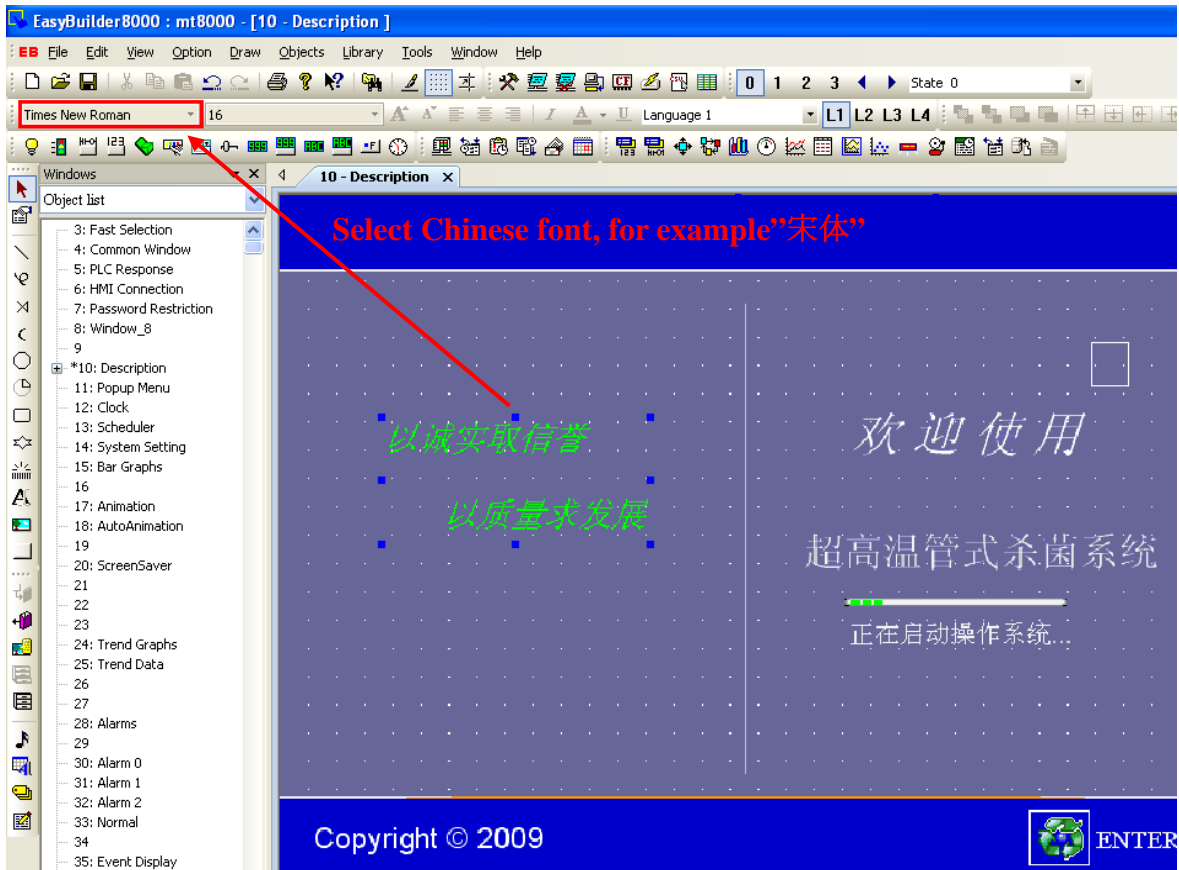 EasyBuilder8000 : mt8000 - [10 - Description ]
EB File Edit View Option Draw Objects Library Tools Window Help
0 1 2 3 State 0
Times New Roman 16 A A I A U Language 1 L1 L2 L3 L4
Windows
10 - Description
Object list
Select Chinese font, for example”宋体”
3: Fast Selection
4: Common Window
5: PLC Response
6: HMI Connection
7: Password Restriction
8: Window_8
9
*10: Description
11: Popup Menu
12: Clock
13: Scheduler
14: System Setting
15: Bar Graphs
16
17: Animation
18: AutoAnimation
19
20: ScreenSaver
21
22
23
24: Trend Graphs
25: Trend Data
26
27
28: Alarms
29
30: Alarm 0
31: Alarm 1
32: Alarm 2
33: Normal
34
35: Event Display
以诚实取信誉
以质量求发展
欢迎使用
超高温管式杀菌系统
正在启动操作系统...
Copyright © 2009
ENTER